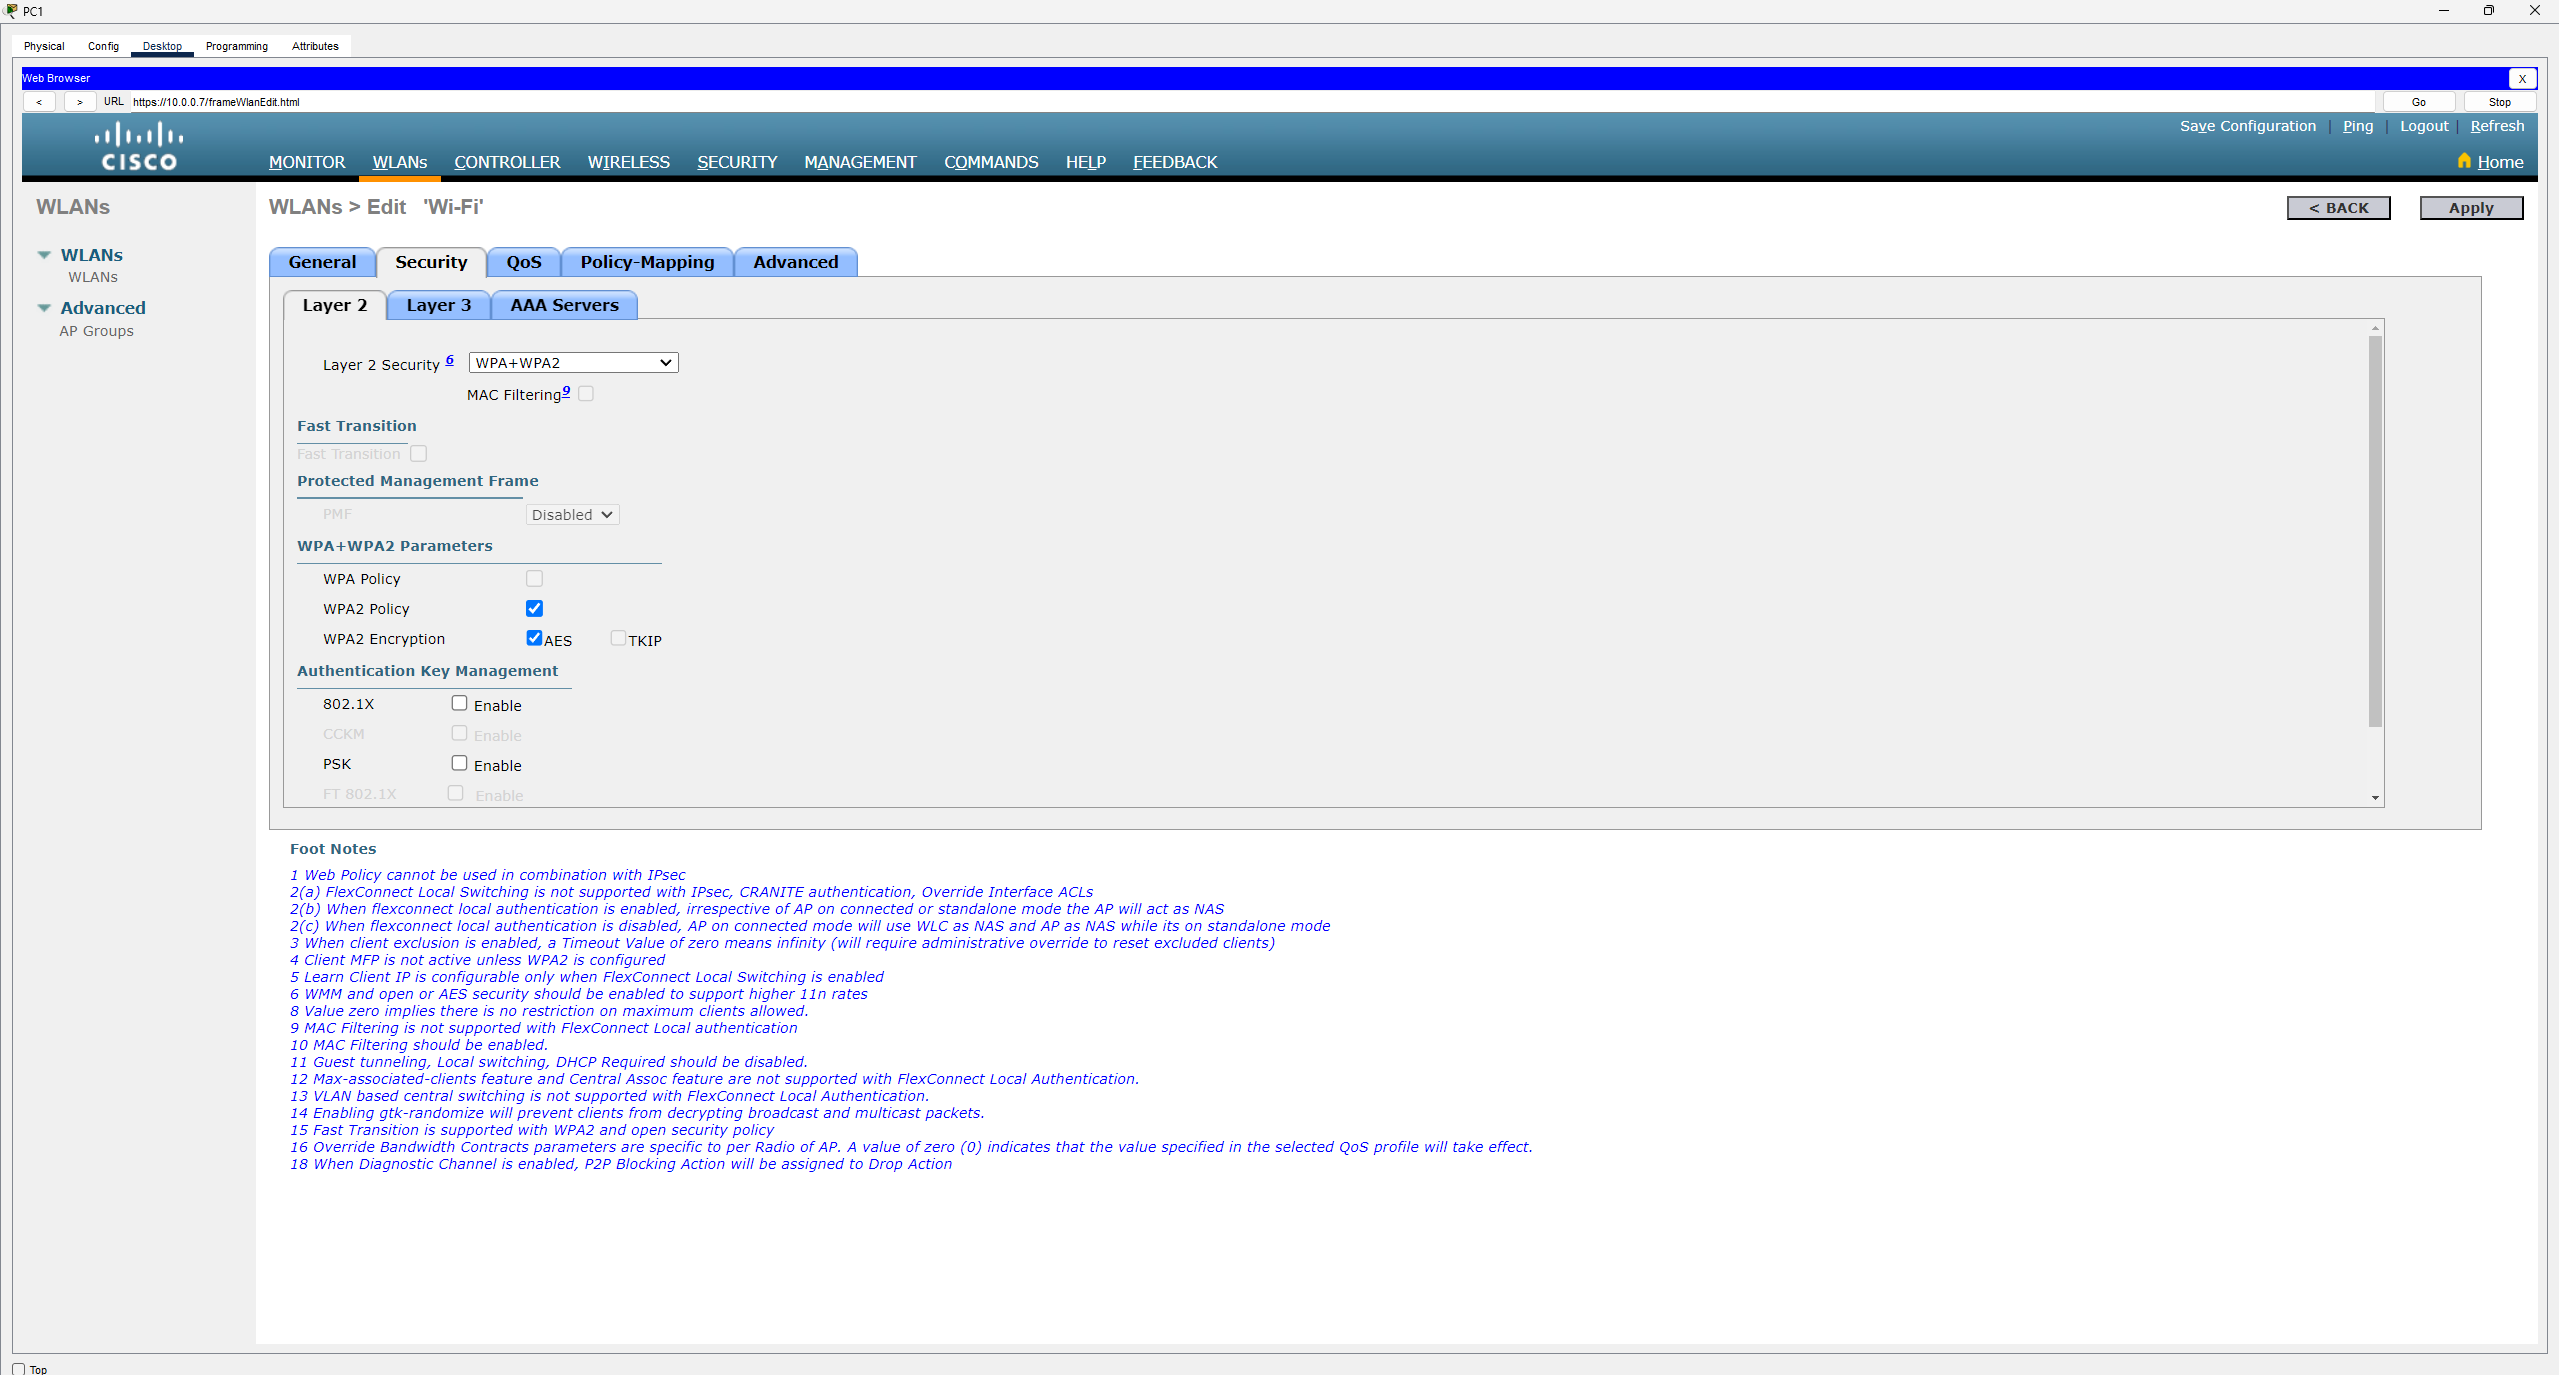 PC1
Physical Config Desktop Programming Attributes
Web Browser X
< > URL https://10.0.0.7/frameWlanEdit.html Go Stop
Save Configuration | Ping | Logout | Refresh
CISCO MONITOR WLANs CONTROLLER WIRELESS SECURITY MANAGEMENT COMMANDS HELP FEEDBACK Home
WLANs
WLANs
WLANs
Advanced
AP Groups
WLANs > Edit 'Wi-Fi' < BACK Apply
General Security QoS Policy-Mapping Advanced
Layer 2 Layer 3 AAA Servers
Layer 2 Security 6 WPA+WPA2
MAC Filtering9
Fast Transition
Fast Transition
Protected Management Frame
PMF Disabled
WPA+WPA2 Parameters
WPA Policy
WPA2 Policy
WPA2 Encryption AES TKIP
Authentication Key Management
802.1X Enable
CCKM Enable
PSK Enable
FT 802.1X Enable
Foot Notes
1 Web Policy cannot be used in combination with IPsec
2(a) FlexConnect Local Switching is not supported with IPsec, CRANITE authentication, Override Interface ACLs
2(b) When flexconnect local authentication is enabled, irrespective of AP on connected or standalone mode the AP will act as NAS
2(c) When flexconnect local authentication is disabled, AP on connected mode will use WLC as NAS and AP as NAS while its on standalone mode
3 When client exclusion is enabled, a Timeout Value of zero means infinity (will require administrative override to reset excluded clients)
4 Client MFP is not active unless WPA2 is configured
5 Learn Client IP is configurable only when FlexConnect Local Switching is enabled
6 WMM and open or AES security should be enabled to support higher 11n rates
8 Value zero implies there is no restriction on maximum clients allowed.
9 MAC Filtering is not supported with FlexConnect Local authentication
10 MAC Filtering should be enabled.
11 Guest tunneling, Local switching, DHCP Required should be disabled.
12 Max-associated-clients feature and Central Assoc feature are not supported with FlexConnect Local Authentication.
13 VLAN based central switching is not supported with FlexConnect Local Authentication.
14 Enabling gtk-randomize will prevent clients from decrypting broadcast and multicast packets.
15 Fast Transition is supported with WPA2 and open security policy
16 Override Bandwidth Contracts parameters are specific to per Radio of AP. A value of zero (0) indicates that the value specified in the selected QoS profile will take effect.
18 When Diagnostic Channel is enabled, P2P Blocking Action will be assigned to Drop Action
Top